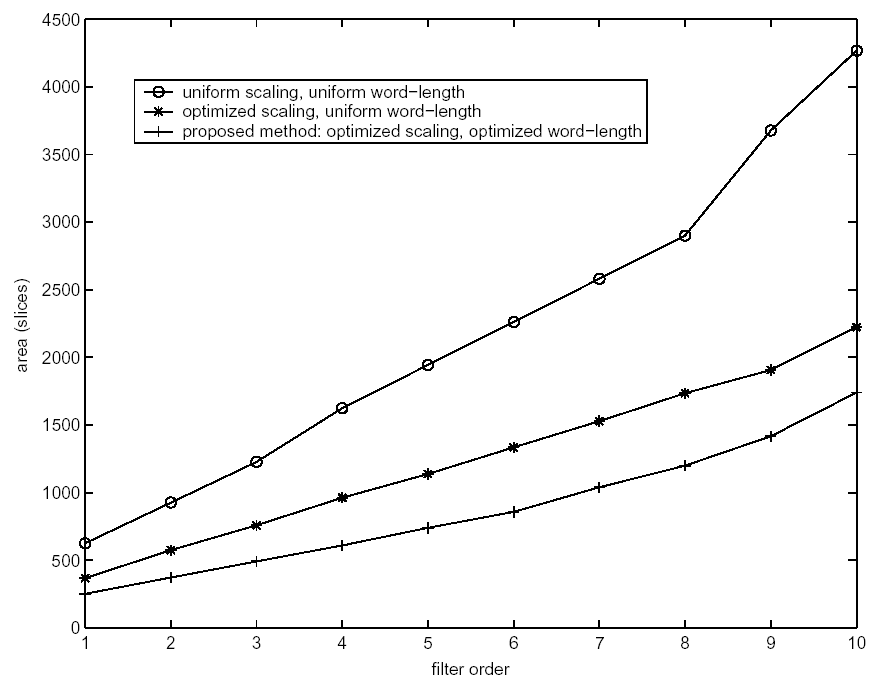 4500
4000
3500
3000
2500
2000
1500
1000
500
0
area (slices)
uniform scaling, uniform word−length
optimized scaling, uniform word−length
proposed method: optimized scaling, optimized word−length
1 2 3 4 5 6 7 8 9 10
filter order